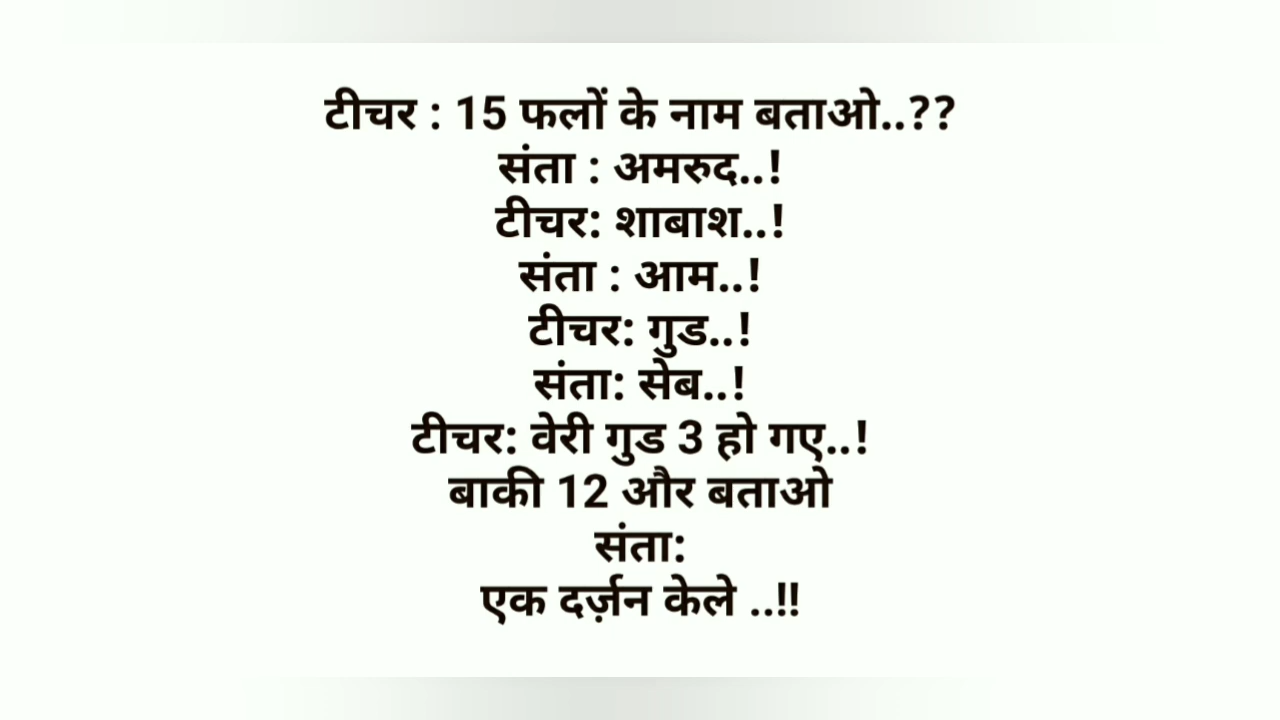 टीचर : 15 फलों के नाम बताओ..??
संता : अमरुद..!
टीचर: शाबाश..!
संता : आम..!
टीचर: गुड..!
संता: सेब..!
टीचर: वेरी गुड 3 हो गए..!
बाकी 12 और बताओ
संता:
एक दर्ज़न केले ..!!